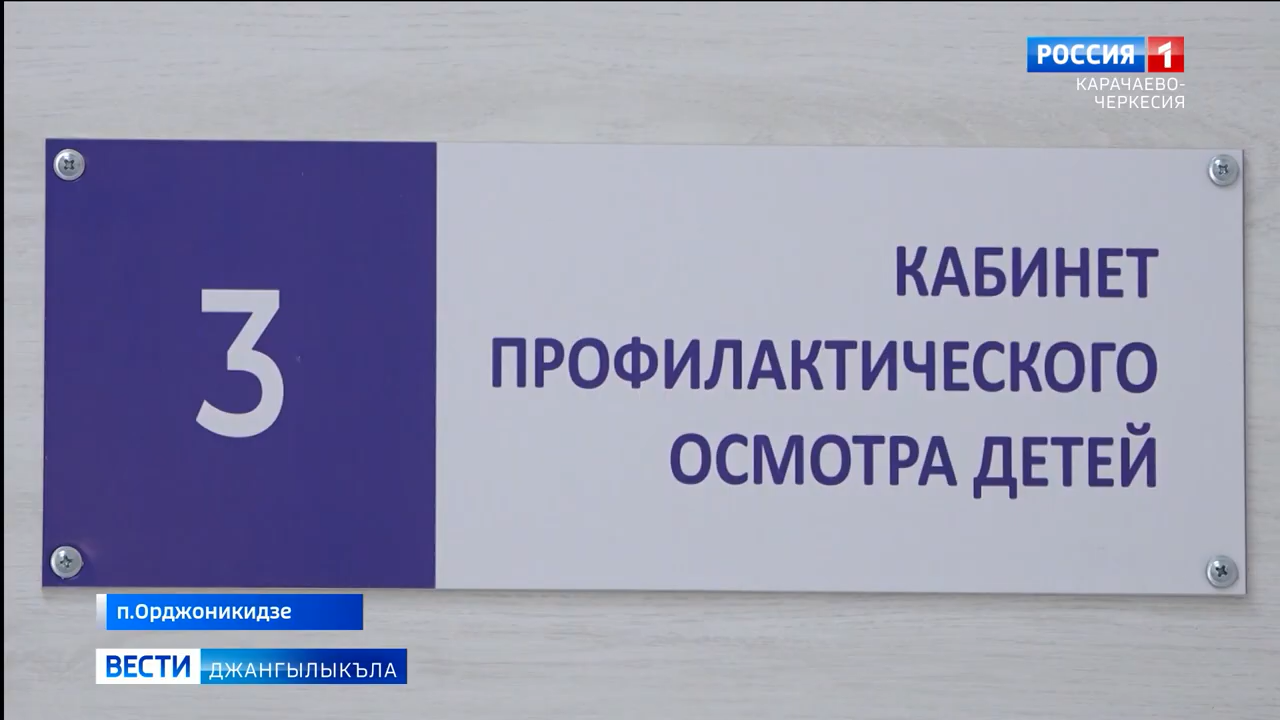 РОССИЯ 1
КАРАЧАЕВО-
ЧЕРКЕСИЯ
3
КАБИНЕТ
ПРОФИЛАКТИЧЕСКОГО
ОСМОТРА ДЕТЕЙ
п.Орджоникидзе
ВЕСТИ ДЖАНГЫЛЫКЪЛА